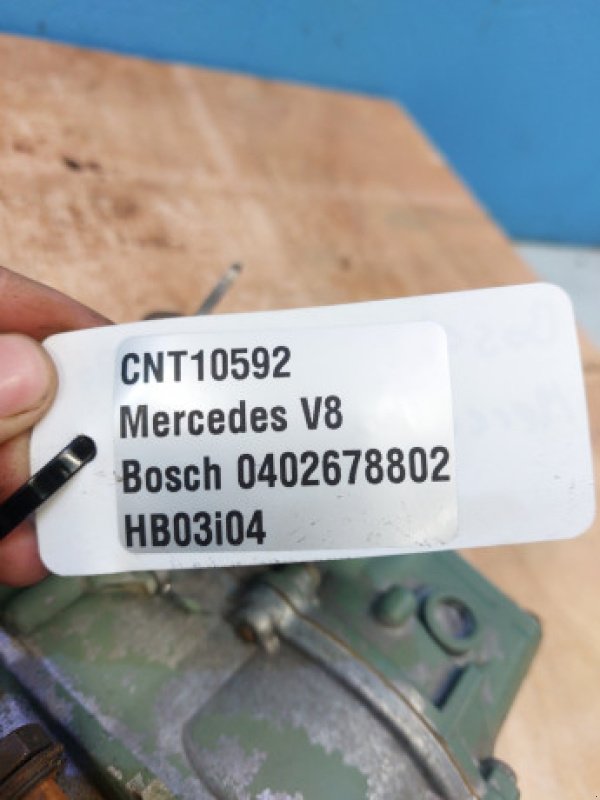 CNT10592
Mercedes V8
Bosch 0402678802
HB03i04